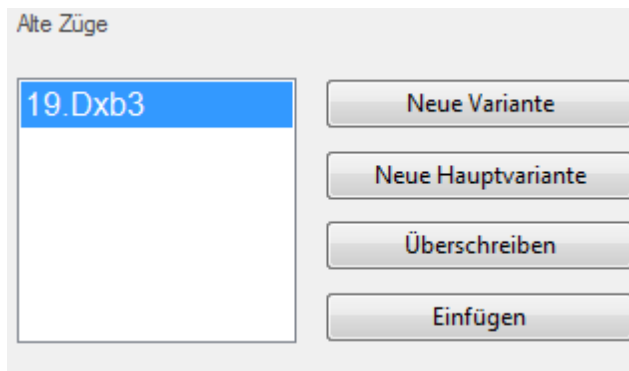 Alte Züge
19.Dxb3
Neue Variante
Neue Hauptvariante
Überschreiben
Einfügen